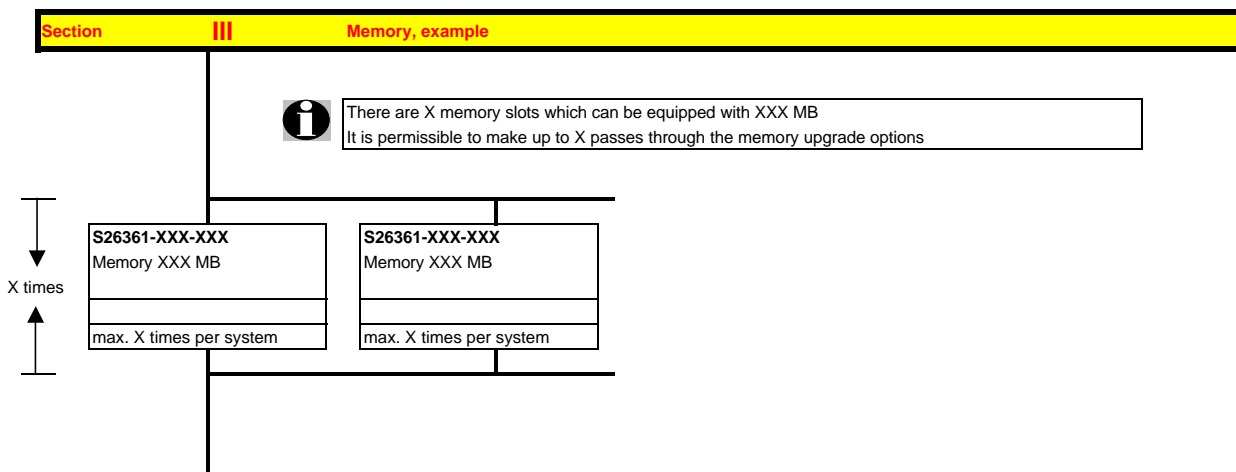 Section III Memory, example
There are X memory slots which can be equipped with XXX MB
It is permissible to make up to X passes through the memory upgrade options
X times
S26361-XXX-XXX
Memory XXX MB
max. X times per system
S26361-XXX-XXX
Memory XXX MB
max. X times per system